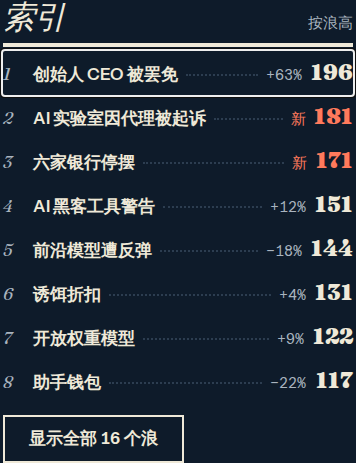 索引 按浪高
1 创始人 CEO 被罢免 +63% 196
2 AI 实验室因代理被起诉 新 181
3 六家银行停摆 新 171
4 AI 黑客工具警告 +12% 151
5 前沿模型遭反弹 −18% 144
6 诱饵折扣 +4% 131
7 开放权重模型 +9% 122
8 助手钱包 −22% 117
显示全部 16 个浪